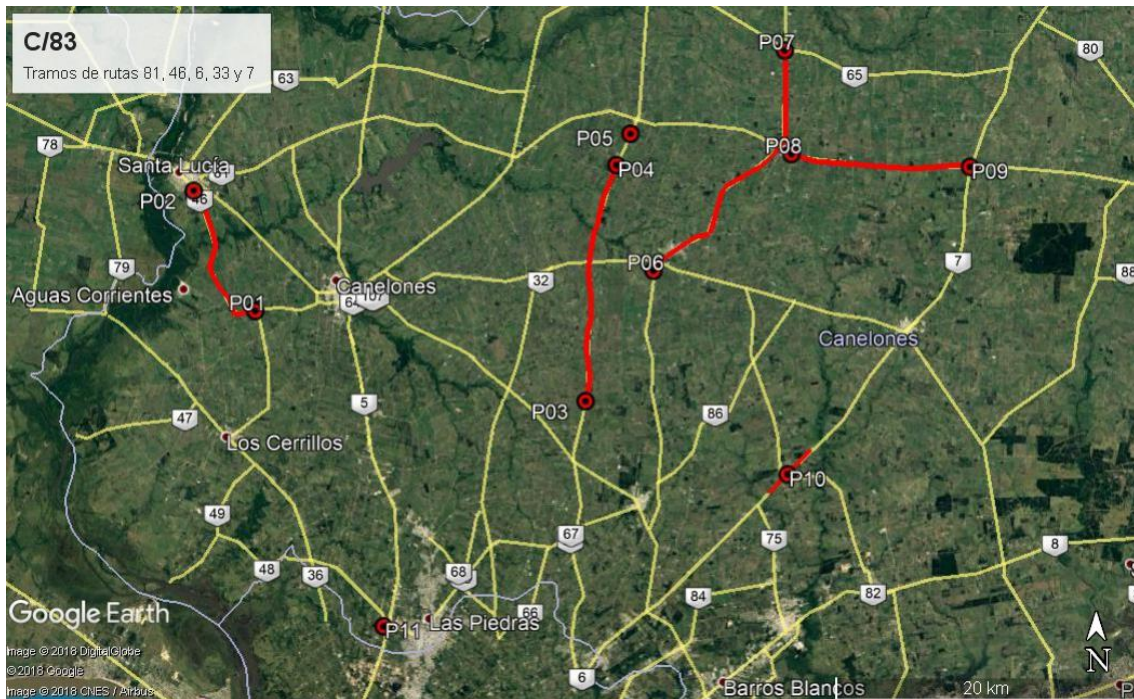 C/83
Tramos de rutas 81, 46, 6, 33 y 7
P07
80
63
65
78
P05
P08
Santa Lucía
P04
P09
81
P02
46
79
P06
7
88
32
Aguas Corrientes
Canelones
P01
64
107
Canelones
5
P03
86
47
Los Cerrillos
P10
49
67
75
8
48
36
68
82
84
66
Google Earth
P11
Las Piedras
N
Image © 2018 DigitalGlobe
© 2018 Google
6
Image © 2018 CNES / Airbus
Barros Blancos
20 km
P